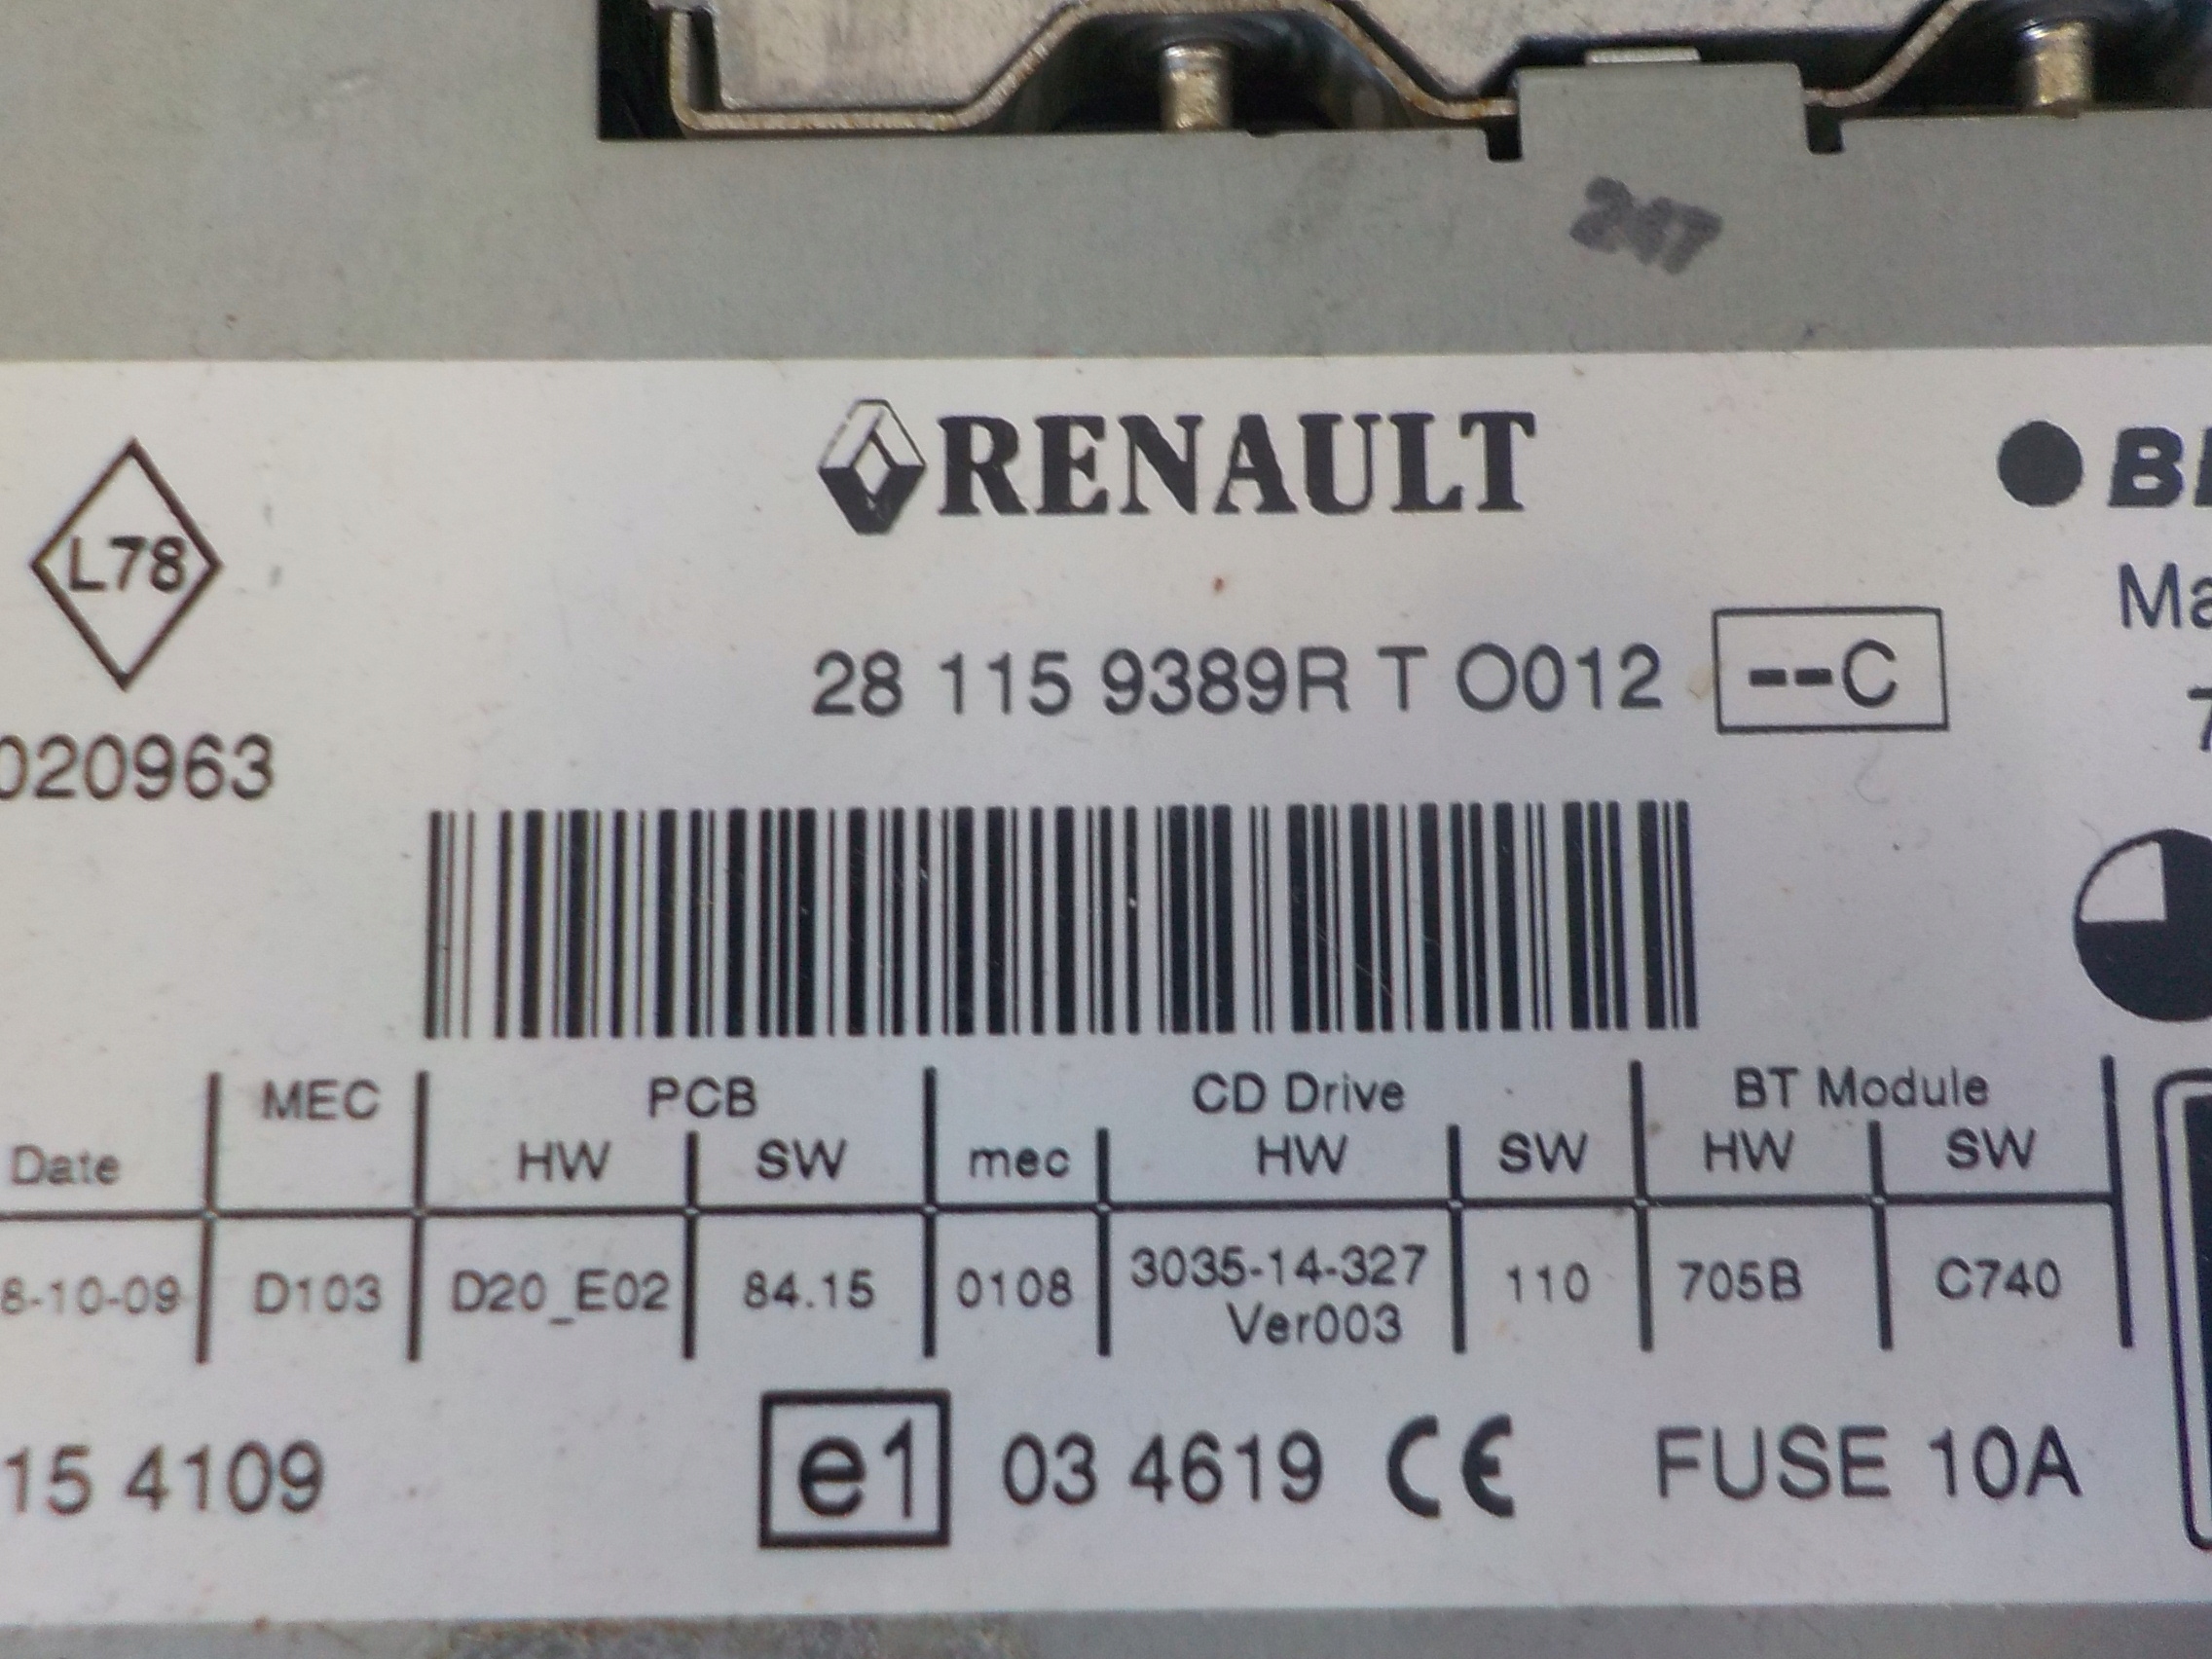 247
RENAULT
L78
28 115 9389R T O012
--C
020963
MEC PCB CD Drive BT Module
Date HW SW mec HW SW HW SW
8-10-09 D103 D20_E02 84.15 0108 3035-14-327 110 705B C740
Ver003
15 4109 e1 03 4619 CE FUSE 10A